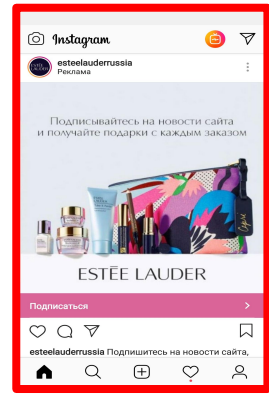 Instagram
esteelauderrussia
Реклама
Подписывайтесь на новости сайта
и получайте подарки с каждым заказом
ESTĒE LAUDER
Подписаться
esteelauderrussia Подпишитесь на новости сайта,